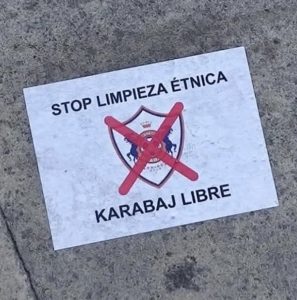 STOP LIMPIEZA ÉTNICA
KARABAJ LIBRE